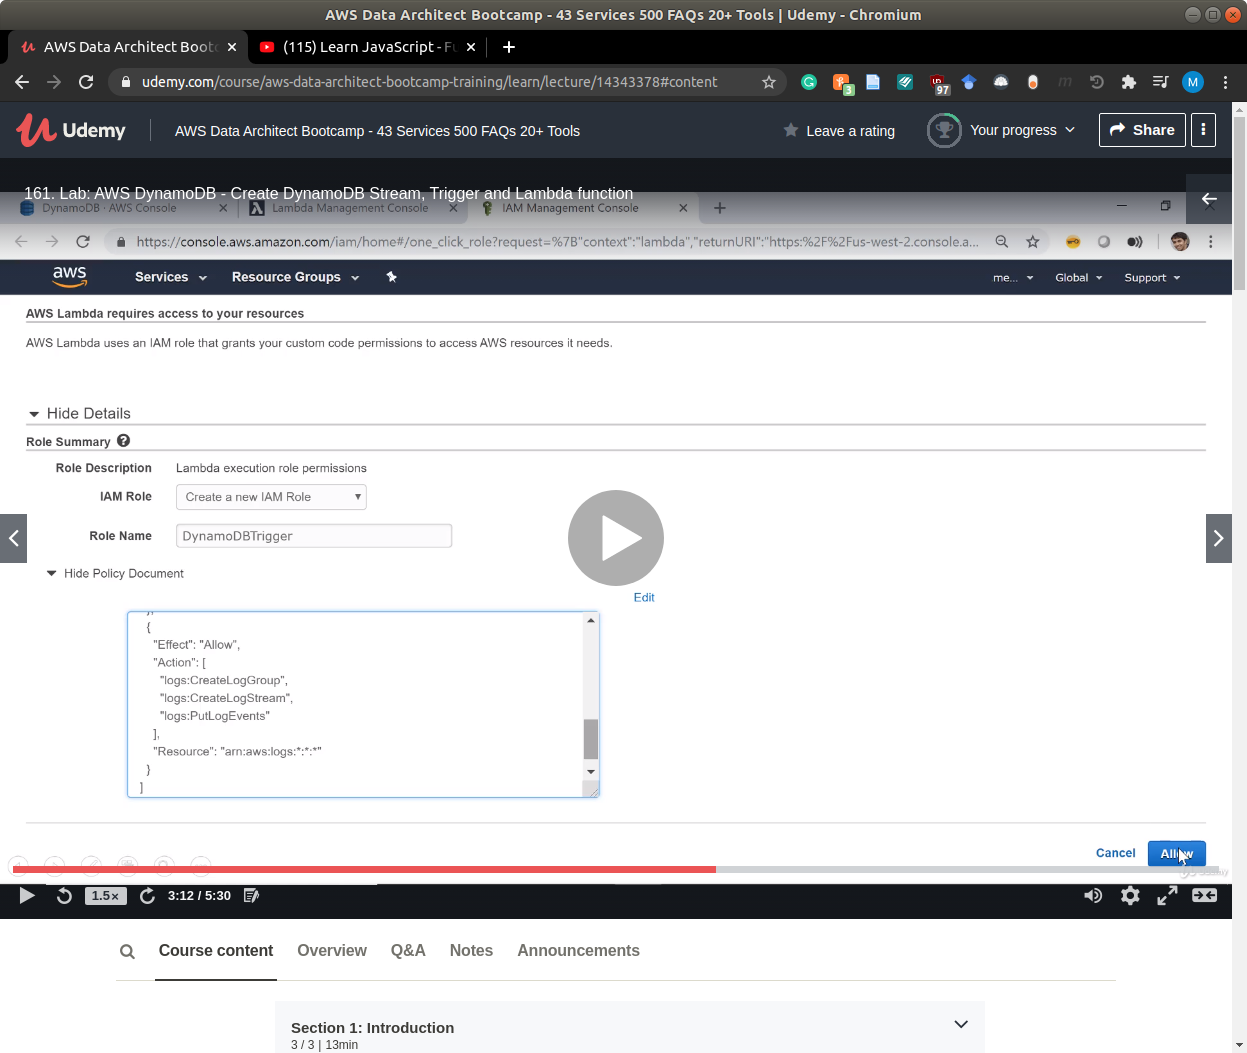 AWS Data Architect Bootcamp - 43 Services 500 FAQs 20+ Tools | Udemy - Chromium
AWS Data Architect Bootc
(115) Learn JavaScript - Fu
udemy.com/course/aws-data-architect-bootcamp-training/learn/lecture/14343378#content
3
97
M
Udemy
AWS Data Architect Bootcamp - 43 Services 500 FAQs 20+ Tools
Leave a rating
Your progress
Share
161. Lab: AWS DynamoDB - Create DynamoDB Stream, Trigger and Lambda function
DynamoDB · AWS Console
Lambda Management Console
IAM Management Console
https://console.aws.amazon.com/iam/home#/one_click_role?request=%7B"context":"lambda","returnURI":"https:%2F%2Fus-west-2.console.a...
aws
Services
Resource Groups
me...
Global
Support
AWS Lambda requires access to your resources
AWS Lambda uses an IAM role that grants your custom code permissions to access AWS resources it needs.
Hide Details
Role Summary ?
Role Description Lambda execution role permissions
IAM Role Create a new IAM Role
Role Name DynamoDBTrigger
Hide Policy Document
Edit
},
{
"Effect": "Allow",
"Action": [
"logs:CreateLogGroup",
"logs:CreateLogStream",
"logs:PutLogEvents"
],
"Resource": "arn:aws:logs:*:*:*"
}
]
Cancel
Allow
udemy
1.5×
3:12 / 5:30
Course content
Overview
Q&A
Notes
Announcements
Section 1: Introduction
3 / 3 | 13min